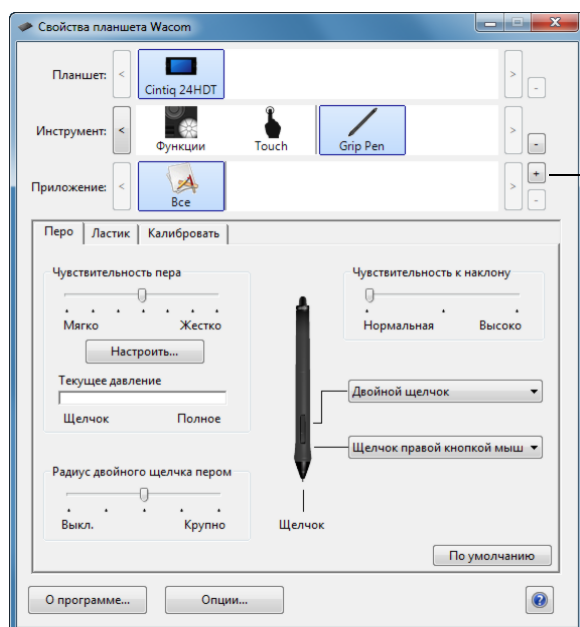 Свойства планшета Wacom
Планшет:
Cintiq 24HDT
Инструмент:
Функции Touch Grip Pen
Приложение:
Все
Перо Ластик Калибровать
Чувствительность пера Чувствительность к наклону
Мягко Жестко Нормальная Высоко
Настроить...
Текущее давление
Двойной щелчок
Щелчок Полное
Щелчок правой кнопкой мыш
Радиус двойного щелчка пером
Выкл. Крупно Щелчок
По умолчанию
О программе... Опции...